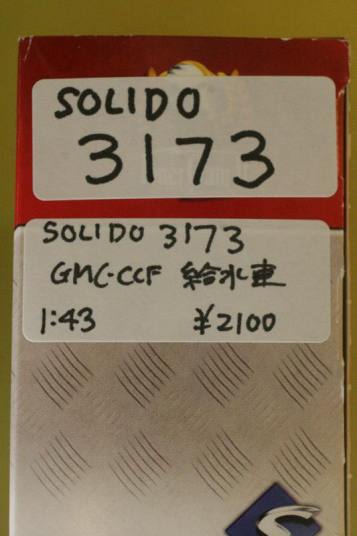 SOLIDO
3173
SOLIDO 3173
GMC-CCF 給水車
1:43 ¥2100